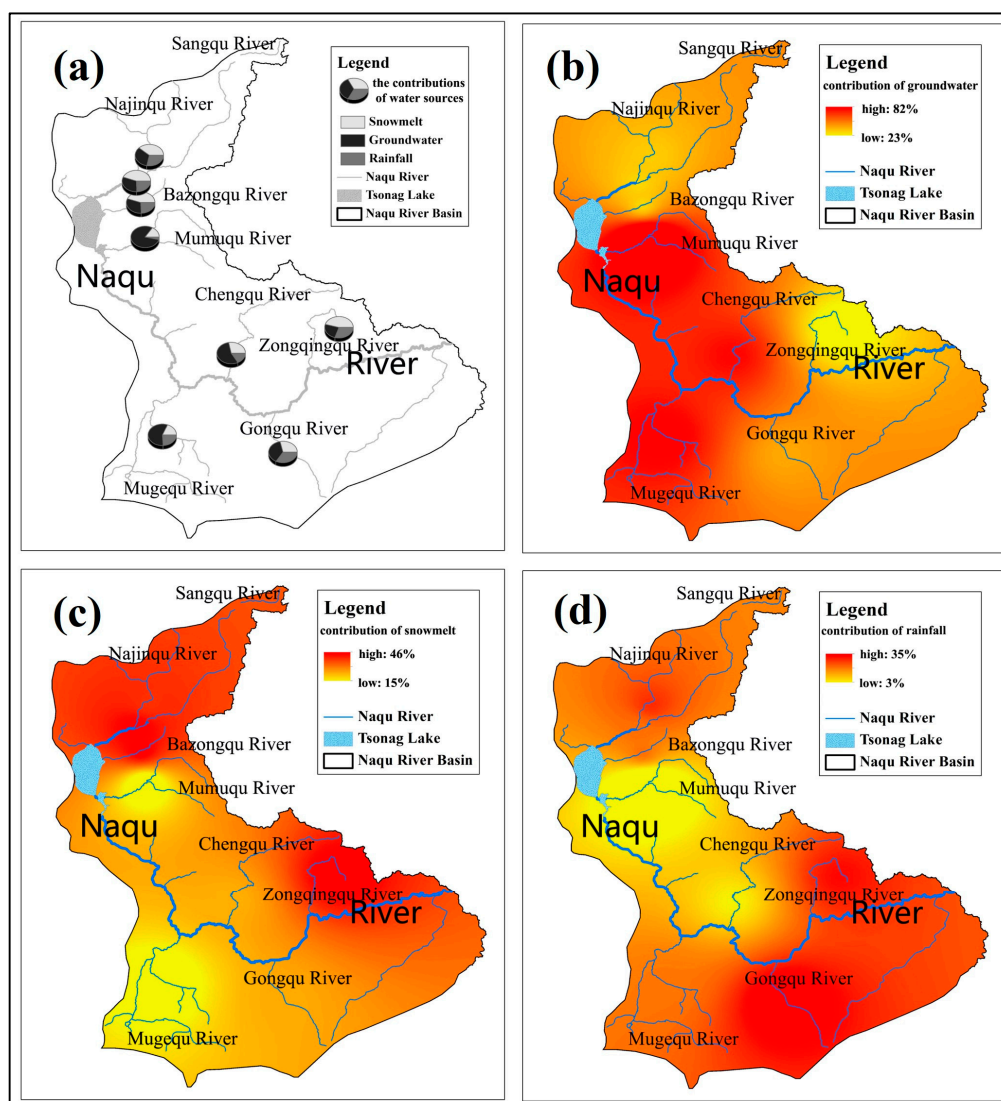 (a)
Sangqu River
Najinqu River
Bazongqu River
Mumuqu River
Naqu
Chengqu River
Zongqingqu River
River
Gongqu River
Mugequ River
Legend
the contributions
of water sources
Snowmelt
Groundwater
Rainfall
Naqu River
Tsonag Lake
Naqu River Basin
(b)
Sangqu River
Najinqu River
Bazongqu River
Mumuqu River
Naqu
Chengqu River
Zongqingqu River
River
Gongqu River
Mugequ River
Legend
contribution of groundwater
high: 82%
low: 23%
Naqu River
Tsonag Lake
Naqu River Basin
(c)
Sangqu River
Najinqu River
Bazongqu River
Mumuqu River
Naqu
Chengqu River
Zongqingqu River
River
Gongqu River
Mugequ River
Legend
contribution of snowmelt
high: 46%
low: 15%
Naqu River
Tsonag Lake
Naqu River Basin
(d)
Sangqu River
Najinqu River
Bazongqu River
Mumuqu River
Naqu
Chengqu River
Zongqingqu River
River
Gongqu River
Mugequ River
Legend
contribution of rainfall
high: 35%
low: 3%
Naqu River
Tsonag Lake
Naqu River Basin